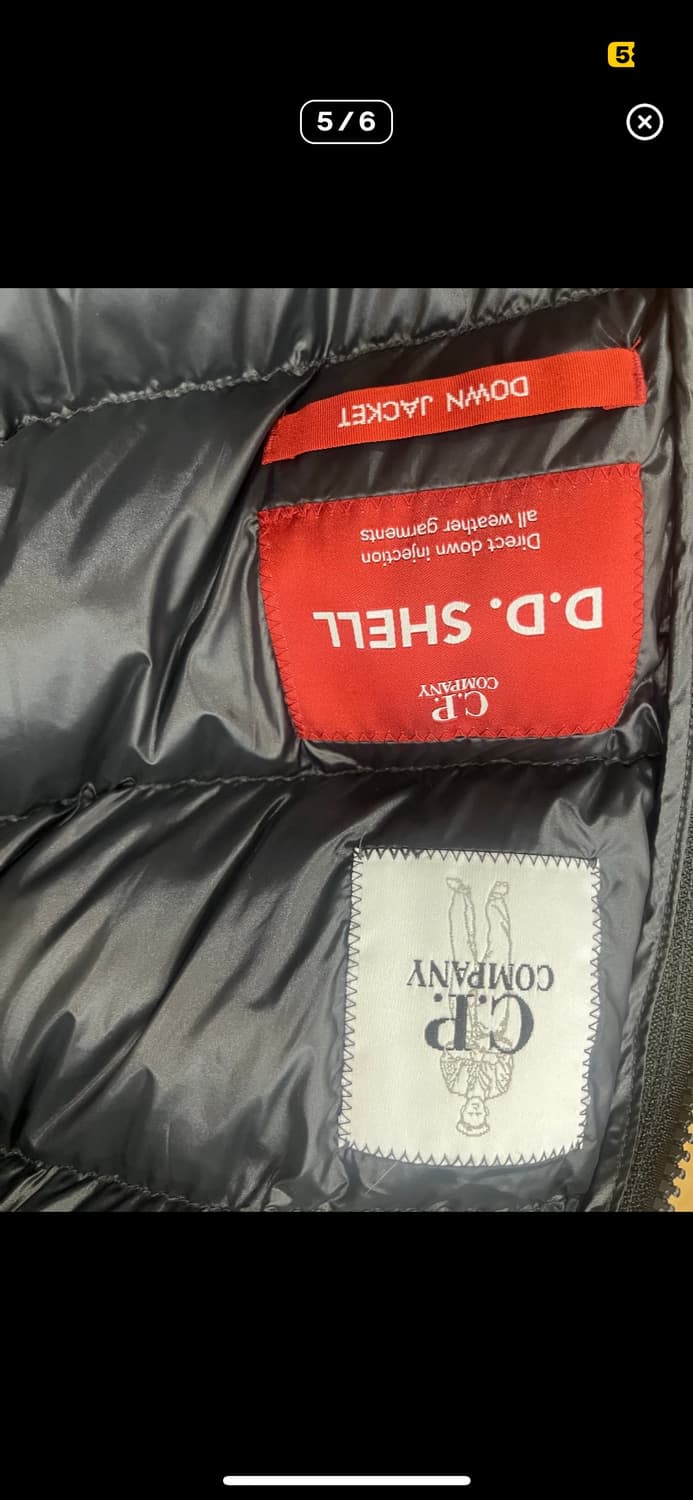 5/6
DOWN JACKET
Direct down injection
all weather garments
D.D. SHELL
C.P.
COMPANY
C.P.
COMPANY